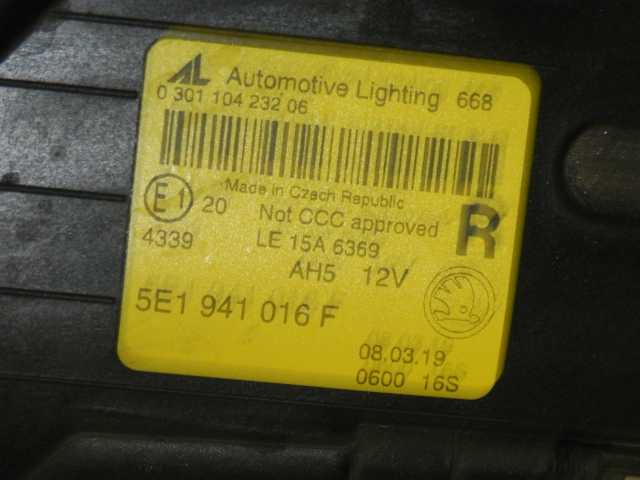 AL Automotive Lighting 668
0 301 104 232 06
Made in Czech Republic
E1 20 Not CCC approved R
4339 LE 15A 6369
AH5 12V
5E1 941 016 F
08.03.19
0600 16S